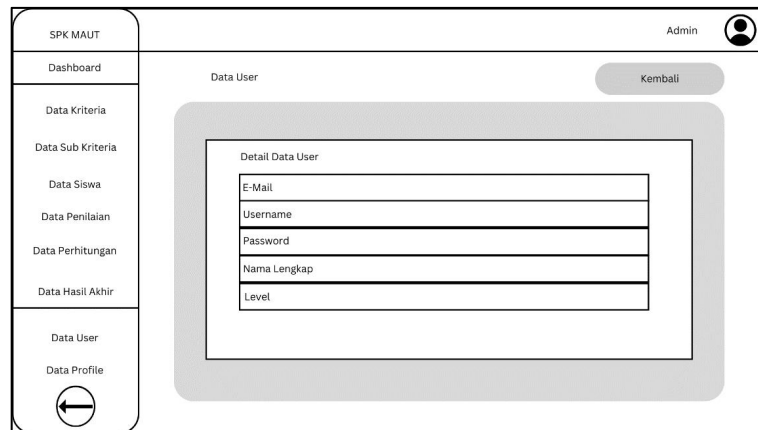 SPK MAUT
Admin
Dashboard
Data User
Kembali
Data Kriteria
Data Sub Kriteria
Data Siswa
Data Penilaian
Data Perhitungan
Data Hasil Akhir
Data User
Data Profile
Detail Data User
E-Mail
Username
Password
Nama Lengkap
Level